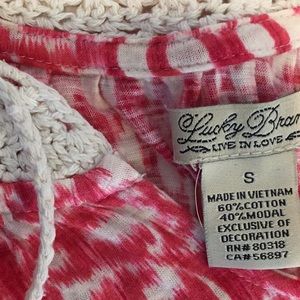 Lucky Bran
LIVE IN LOVE
S
MADE IN VIETNAM
60%COTTON
40%MODAL
EXCLUSIVE OF
DECORATION
RN#80318
CA#56897